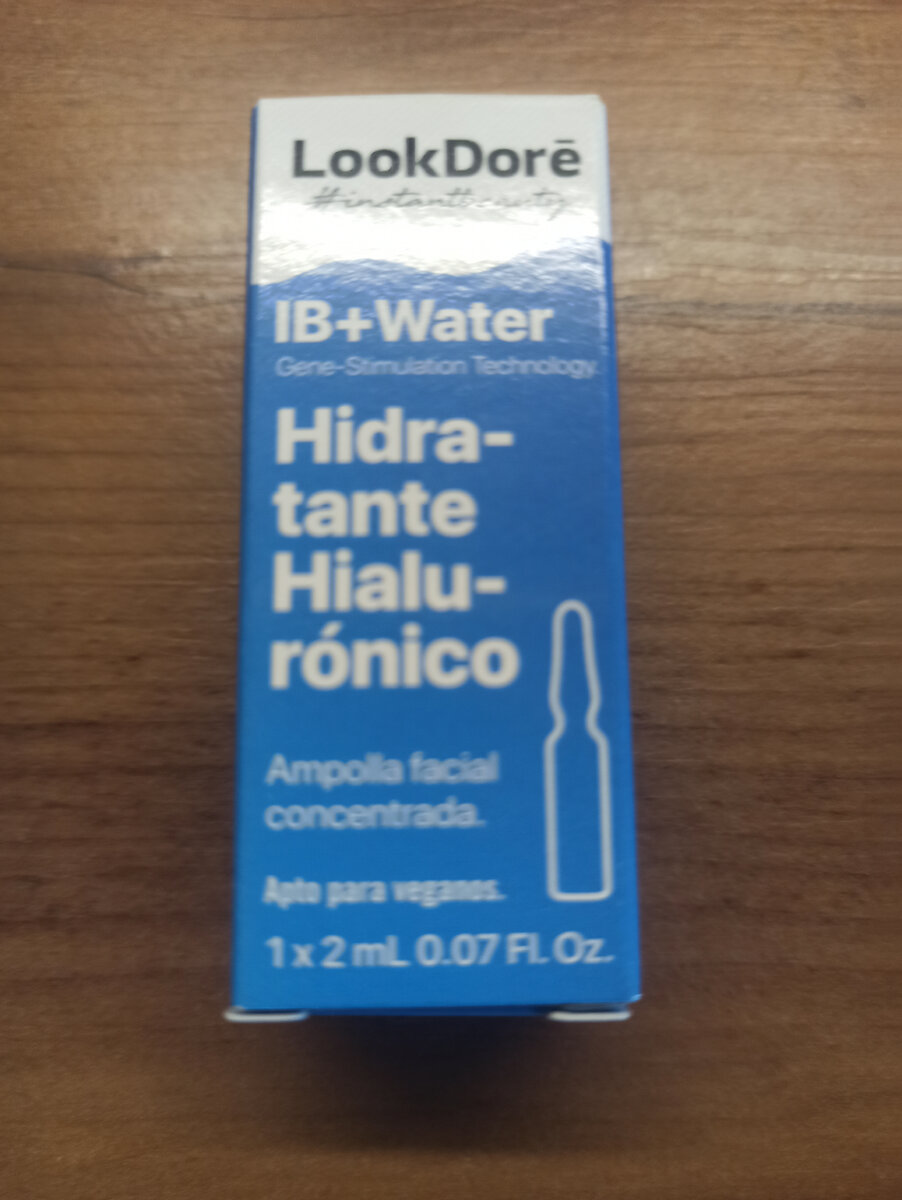 LookDorē
#instantbeauty
IB+Water
Gene-Stimulation Technology.
Hidra-
tante
Hialu-
rónico
Ampolla facial
concentrada.
Apto para veganos.
1 x 2 mL 0.07 Fl. Oz.